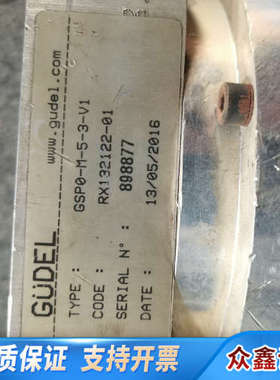 www.gudel.com
GÜDEL
TYPE : GSP0-M-5-3-V1
CODE : RX132122-01
SERIAL N° : 898877
DATE : 13/05/2016
质保证
支持开票
众鑫